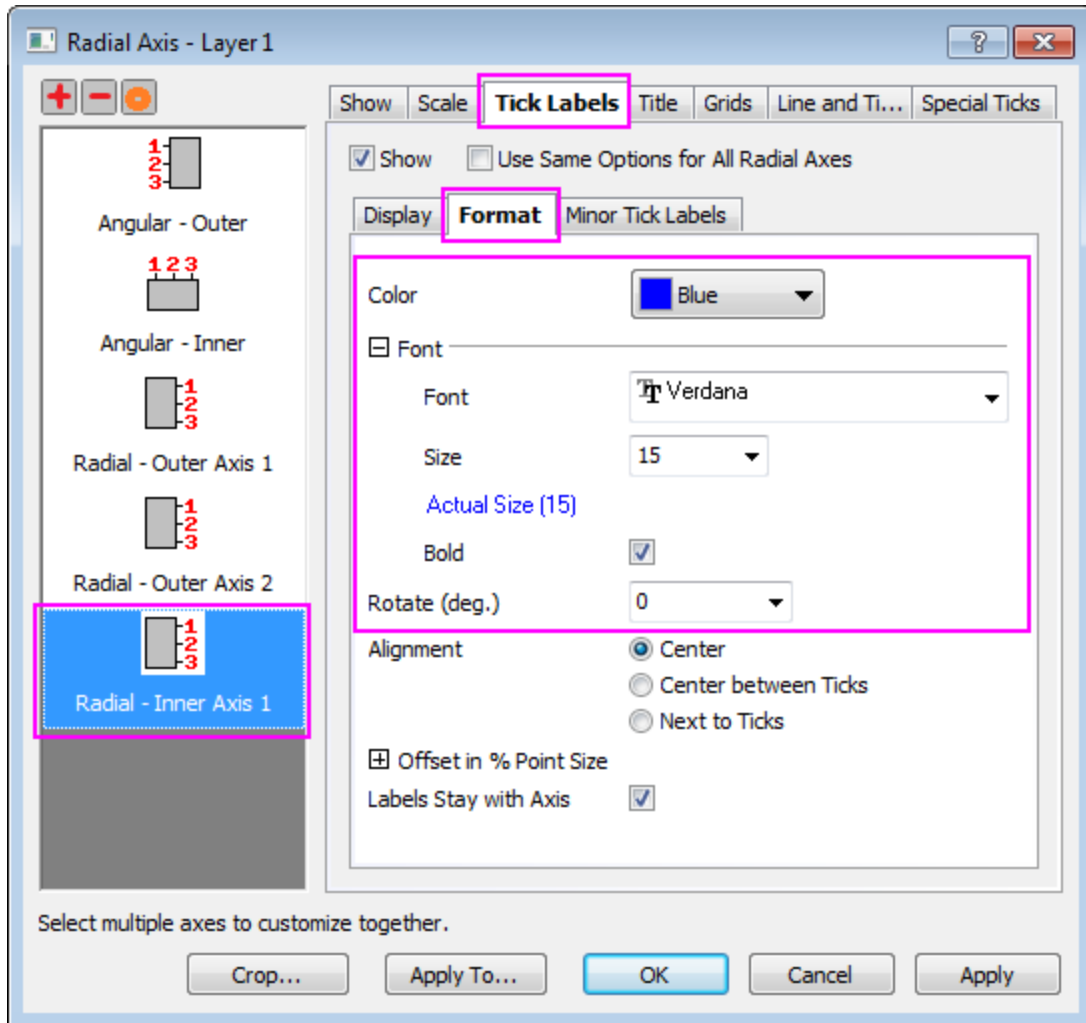 Radial Axis - Layer 1
Show Scale Tick Labels Title Grids Line and Ti... Special Ticks
Show Use Same Options for All Radial Axes
Display Format Minor Tick Labels
1
2
3
Angular - Outer
1 2 3
Angular - Inner
1
2
3
Radial - Outer Axis 1
1
2
3
Radial - Outer Axis 2
1
2
3
Radial - Inner Axis 1
Color Blue
Font
Font Verdana
Size 15
Actual Size (15)
Bold
Rotate (deg.) 0
Alignment Center
Center between Ticks
Next to Ticks
Offset in % Point Size
Labels Stay with Axis
Select multiple axes to customize together.
Crop... Apply To... OK Cancel Apply